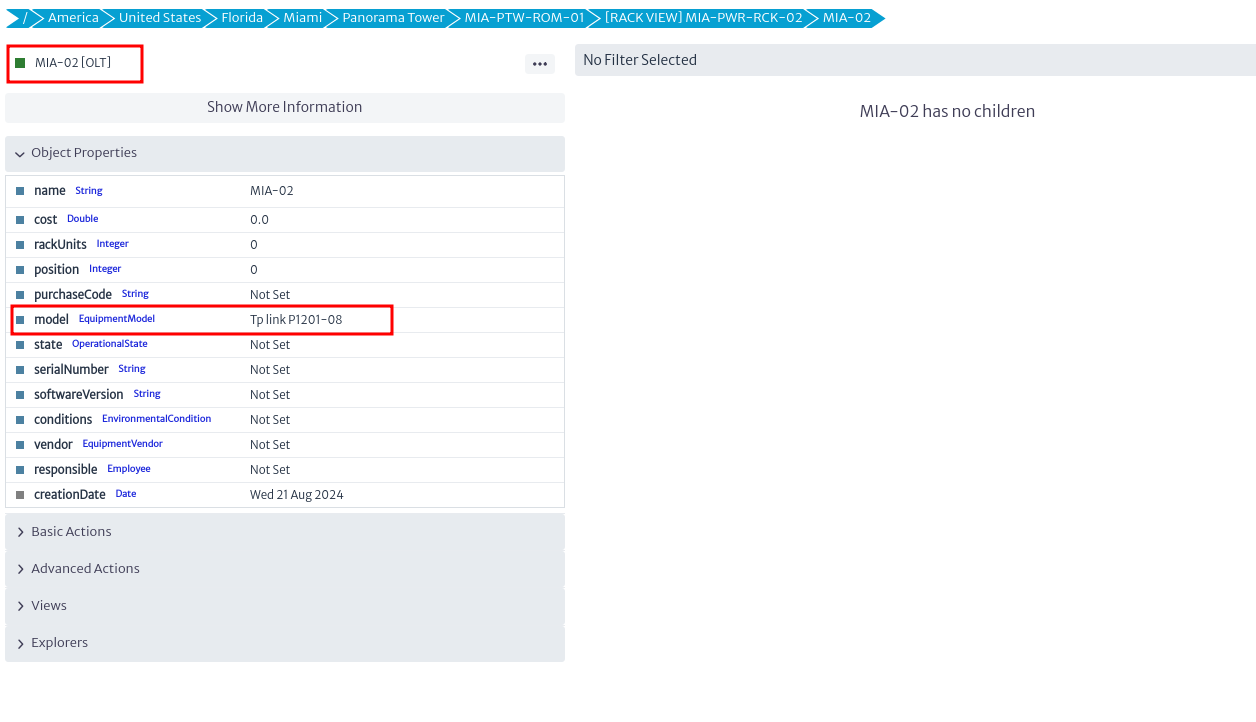 / America United States Florida Miami Panorama Tower MIA-PTW-ROM-01 [RACK VIEW] MIA-PWR-RCK-02 MIA-02
MIA-02 [OLT]
Show More Information
Object Properties
name String MIA-02
cost Double 0.0
rackUnits Integer 0
position Integer 0
purchaseCode String Not Set
model EquipmentModel Tp link P1201-08
state OperationalState Not Set
serialNumber String Not Set
softwareVersion String Not Set
conditions EnvironmentalCondition Not Set
vendor EquipmentVendor Not Set
responsible Employee Not Set
creationDate Date Wed 21 Aug 2024
Basic Actions
Advanced Actions
Views
Explorers
No Filter Selected
MIA-02 has no children